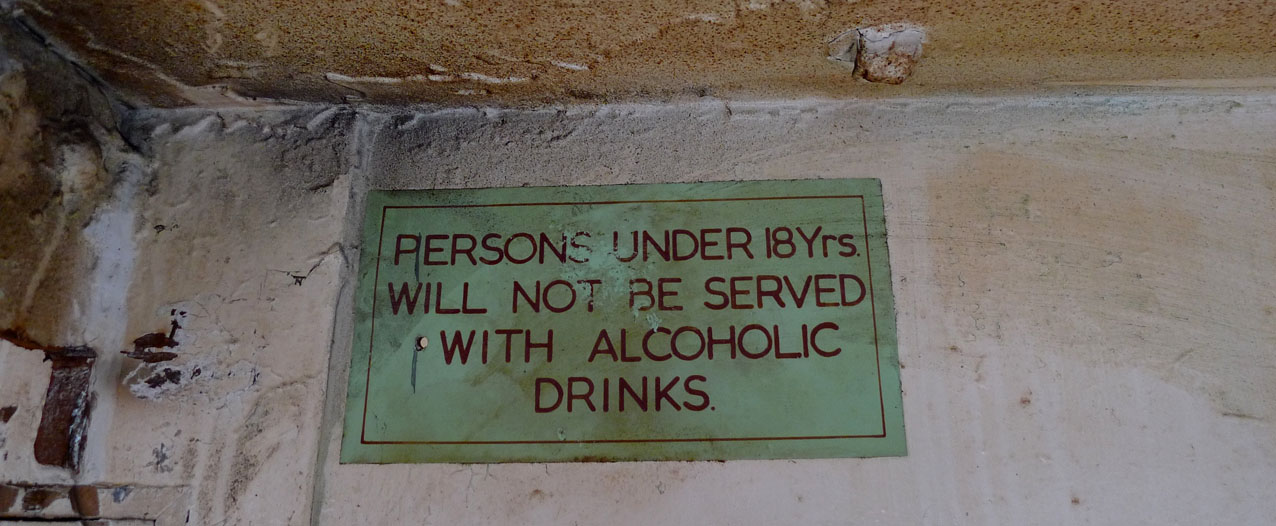 PERSONS UNDER 18Yrs.
WILL NOT BE SERVED
WITH ALCOHOLIC
DRINKS.